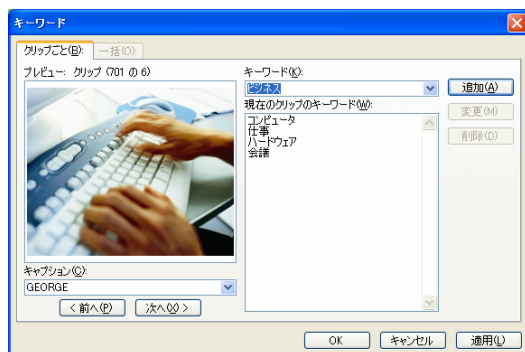 キーワード
クリップごと(B):
一括(O):
プレビュー: クリップ (701 の 6)
キーワード(K):
ビジネス
追加(A)
現在のクリップのキーワード(W):
変更(M)
コンピュータ
仕事
削除(D)
ハードウェア
会議
キャプション(C):
GEORGE
< 前へ(P)
次へ(X) >
OK
キャンセル
適用(L)